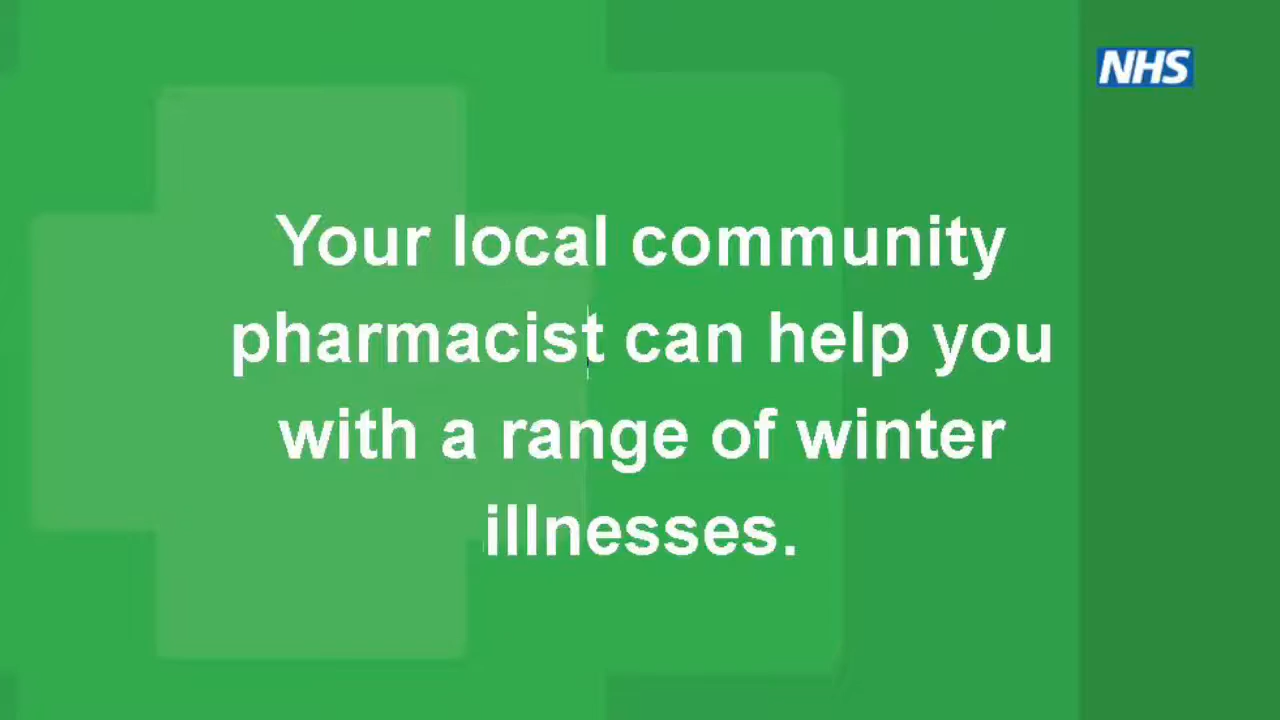 NHS
Your local community
pharmacist can help you
with a range of winter
illnesses.